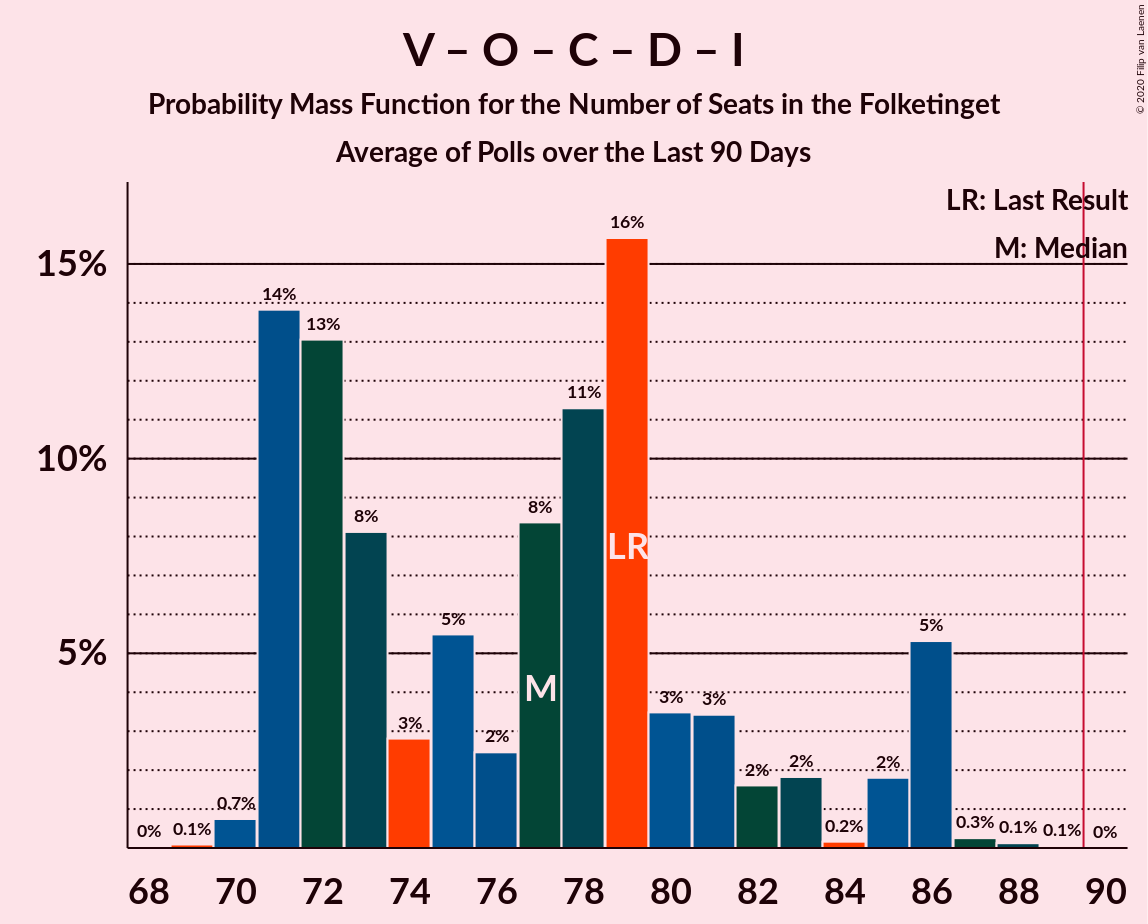 V – O – C – D – I
Probability Mass Function for the Number of Seats in the Folketinget
Average of Polls over the Last 90 Days
© 2020 Filip van Laenen
LR: Last Result
M: Median
15%
10%
5%
0%
0.1%
0.7%
14%
13%
8%
3%
5%
2%
8%
11%
16%
3%
3%
2%
2%
0.2%
2%
5%
0.3%
0.1%
0.1%
0%
M
LR
68 70 72 74 76 78 80 82 84 86 88 90